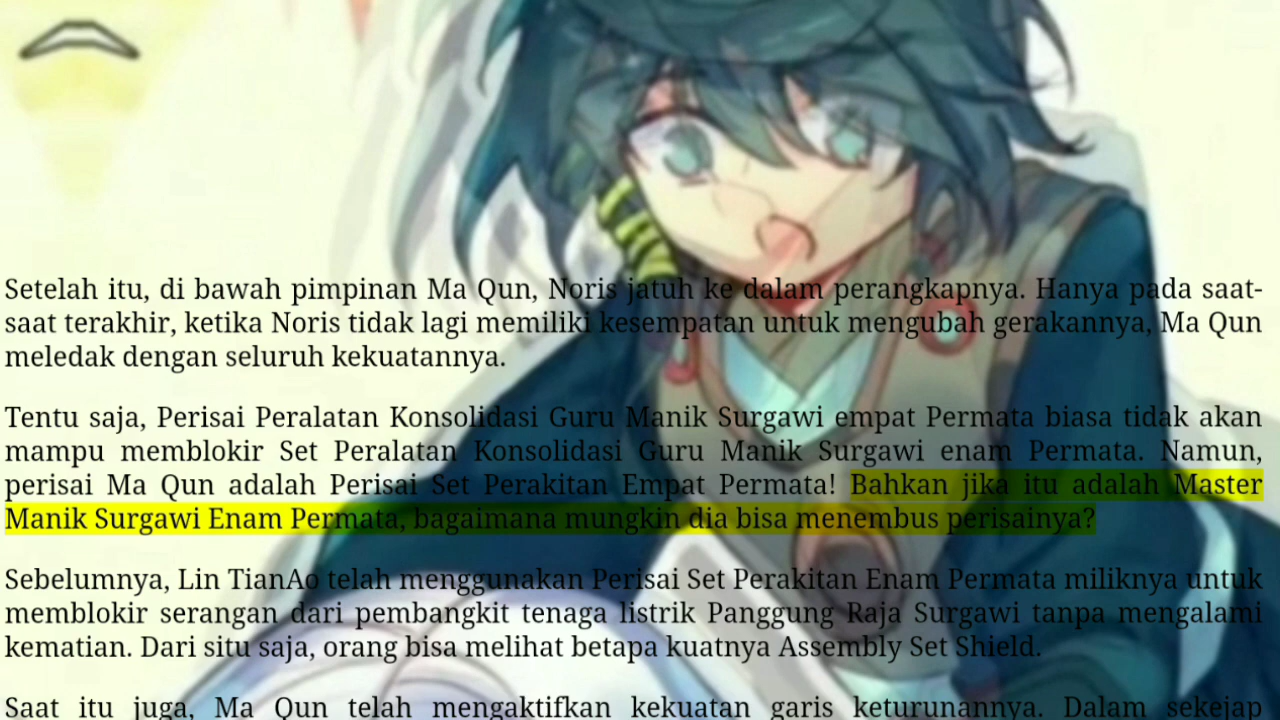 Setelah itu, di bawah pimpinan Ma Qun, Noris jatuh ke dalam perangkapnya. Hanya pada saat-
saat terakhir, ketika Noris tidak lagi memiliki kesempatan untuk mengubah gerakannya, Ma Qun
meledak dengan seluruh kekuatannya.
Tentu saja, Perisai Peralatan Konsolidasi Guru Manik Surgawi empat Permata biasa tidak akan
mampu memblokir Set Peralatan Konsolidasi Guru Manik Surgawi enam Permata. Namun,
perisai Ma Qun adalah Perisai Set Perakitan Empat Permata! Bahkan jika itu adalah Master
Manik Surgawi Enam Permata, bagaimana mungkin dia bisa menembus perisainya?
Sebelumnya, Lin TianAo telah menggunakan Perisai Set Perakitan Enam Permata miliknya untuk
memblokir serangan dari pembangkit tenaga listrik Panggung Raja Surgawi tanpa mengalami
kematian. Dari situ saja, orang bisa melihat betapa kuatnya Assembly Set Shield.
Saat itu juga, Ma Qun telah mengaktifkan kekuatan garis keturunannya. Dalam sekejap